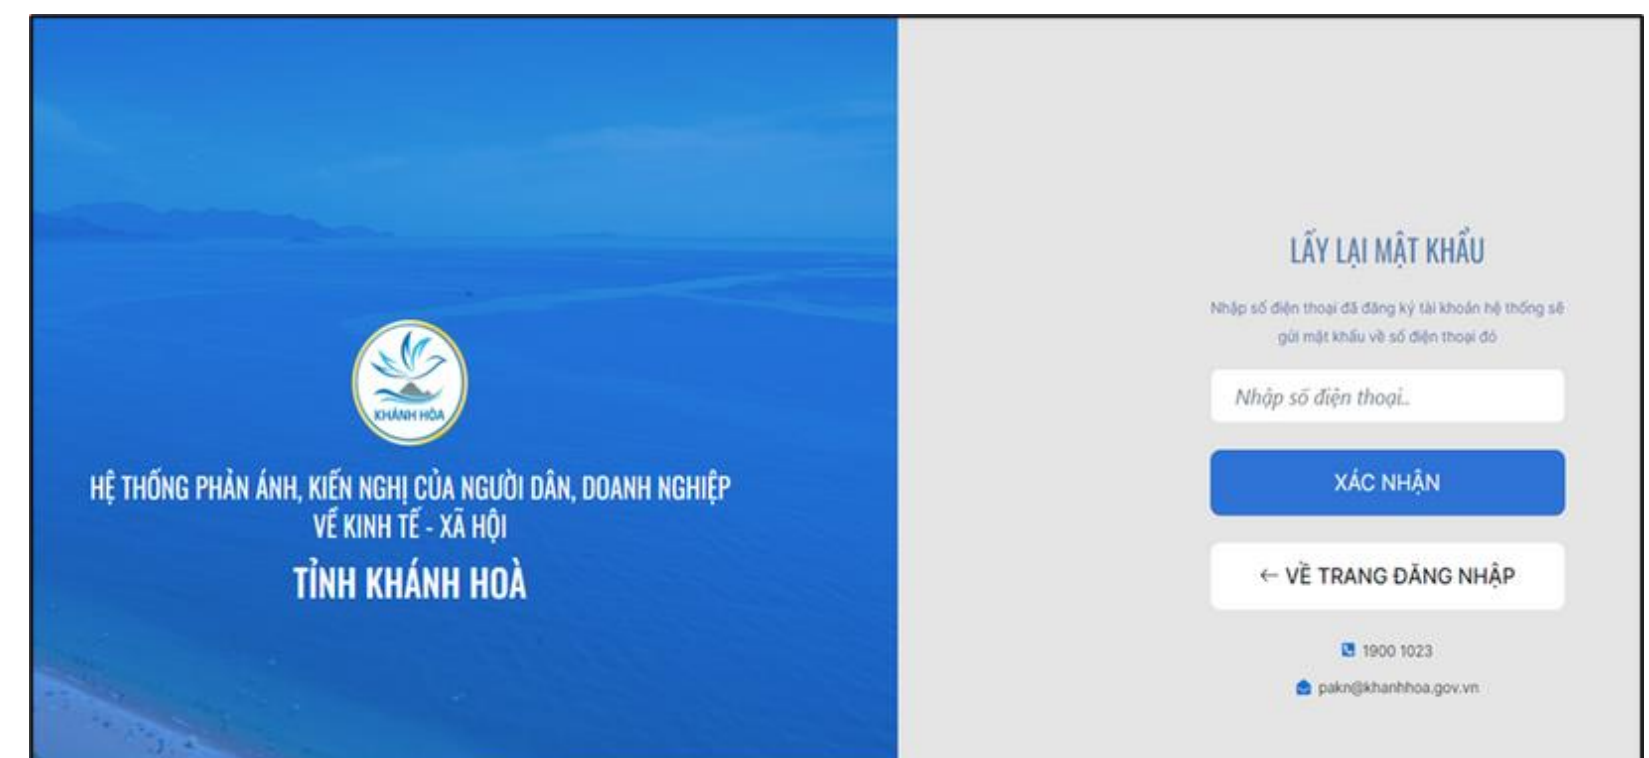 KHÁNH HÒA
HỆ THỐNG PHẢN ÁNH, KIẾN NGHỊ CỦA NGƯỜI DÂN, DOANH NGHIỆP
VỀ KINH TẾ - XÃ HỘI
TỈNH KHÁNH HOÀ
LẤY LẠI MẬT KHẨU
Nhập số điện thoại đã đăng ký tài khoản hệ thống sẽ
gửi mật khẩu về số điện thoại đó
Nhập số điện thoại..
XÁC NHẬN
← VỀ TRANG ĐĂNG NHẬP
1900 1023
pakn@khanhhoa.gov.vn